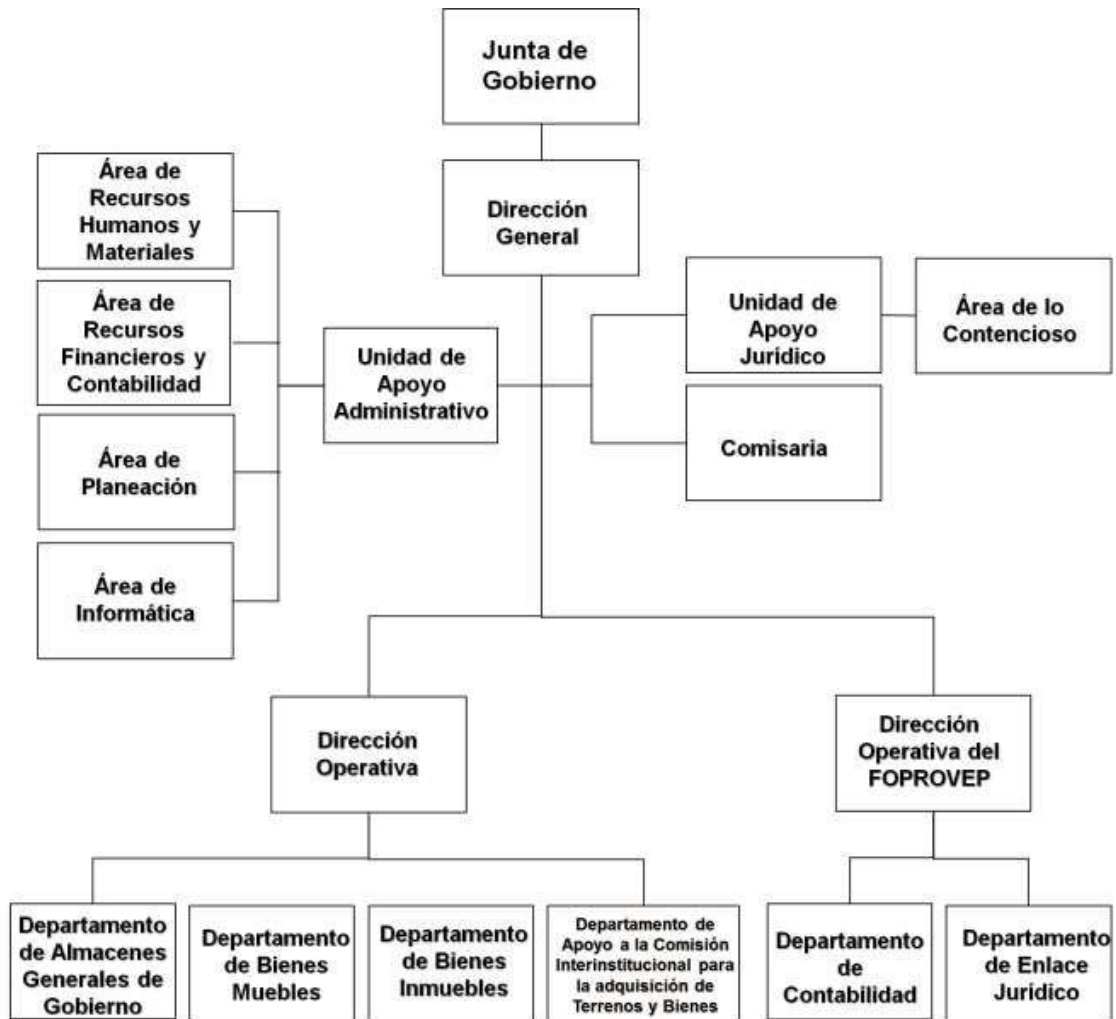 Junta de
Gobierno
Dirección
General
Área de
Recursos
Humanos y
Materiales
Área de
Recursos
Financieros y
Contabilidad
Área de
Planeación
Área de
Informática
Unidad de
Apoyo
Administrativo
Unidad de
Apoyo
Jurídico
Área de lo
Contencioso
Comisaria
Dirección
Operativa
Dirección
Operativa del
FOPROVEP
Departamento
de Almacenes
Generales de
Gobierno
Departamento
de Bienes
Muebles
Departamento
de Bienes
Inmuebles
Departamento de
Apoyo a la Comisión
Interinstitucional para
la adquisición de
Terrenos y Bienes
Departamento
de
Contabilidad
Departamento
de Enlace
Jurídico